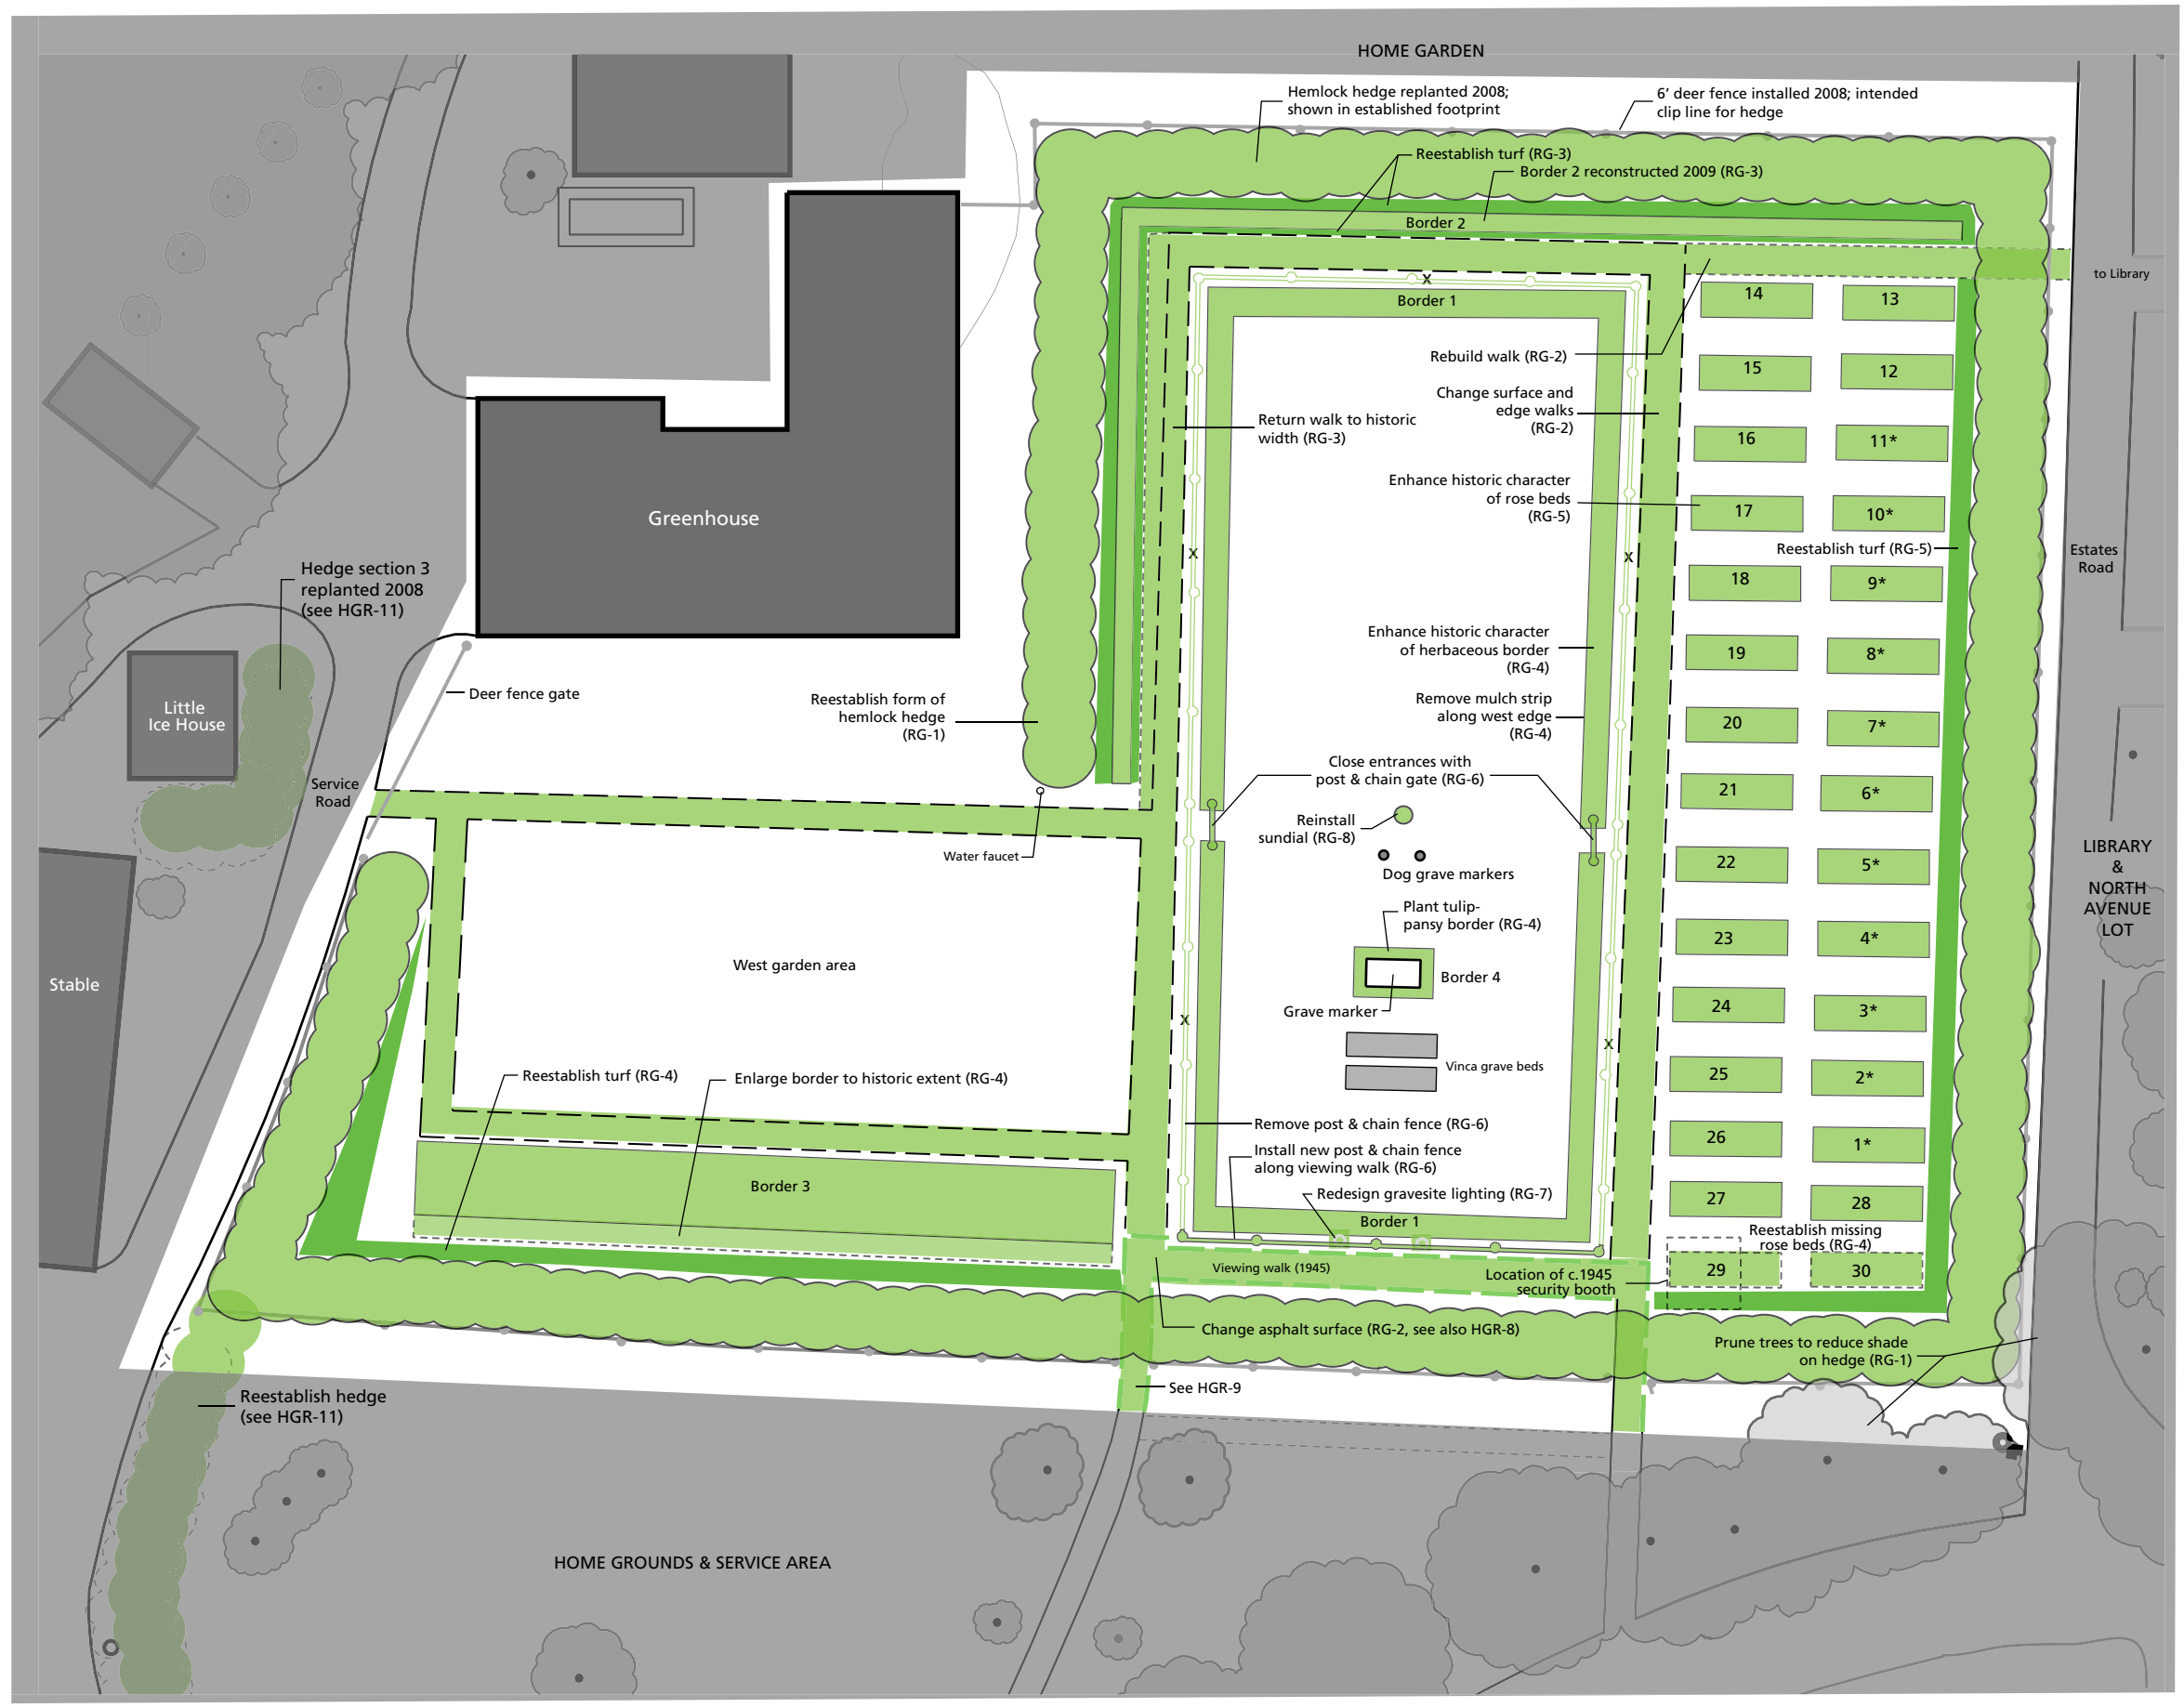 HOME GARDEN
Hemlock hedge replanted 2008;
shown in established footprint
6’ deer fence installed 2008; intended
clip line for hedge
Reestablish turf (RG-3)
Border 2 reconstructed 2009 (RG-3)
Border 2
to Library
Border 1
14
13
Rebuild walk (RG-2)
15
12
Change surface and
edge walks
(RG-2)
Return walk to historic
width (RG-3)
16
11*
Enhance historic character
of rose beds
(RG-5)
17
10*
Greenhouse
Reestablish turf (RG-5)
Estates
Road
Hedge section 3
replanted 2008
(see HGR-11)
X
X
X
18
9*
Enhance historic character
of herbaceous border
(RG-4)
19
8*
Little
Ice House
Deer fence gate
Reestablish form of
hemlock hedge
(RG-1)
Remove mulch strip
along west edge
(RG-4)
20
7*
Service
Road
Close entrances with
post & chain gate (RG-6)
21
6*
Reinstall
sundial (RG-8)
Water faucet
22
5*
Dog grave markers
LIBRARY
&
NORTH
AVENUE
LOT
Plant tulip-
pansy border (RG-4)
23
4*
West garden area
Stable
Border 4
Grave marker
24
3*
X
X
Vinca grave beds
25
2*
Reestablish turf (RG-4)
Enlarge border to historic extent (RG-4)
Remove post & chain fence (RG-6)
26
1*
Install new post & chain fence
along viewing walk (RG-6)
Border 3
Redesign gravesite lighting (RG-7)
27
28
Border 1
Reestablish missing
rose beds (RG-4)
Viewing walk (1945)
Location of c.1945
security booth
29
30
Change asphalt surface (RG-2, see also HGR-8)
Prune trees to reduce shade
on hedge (RG-1)
See HGR-9
Reestablish hedge
(see HGR-11)
HOME GROUNDS & SERVICE AREA